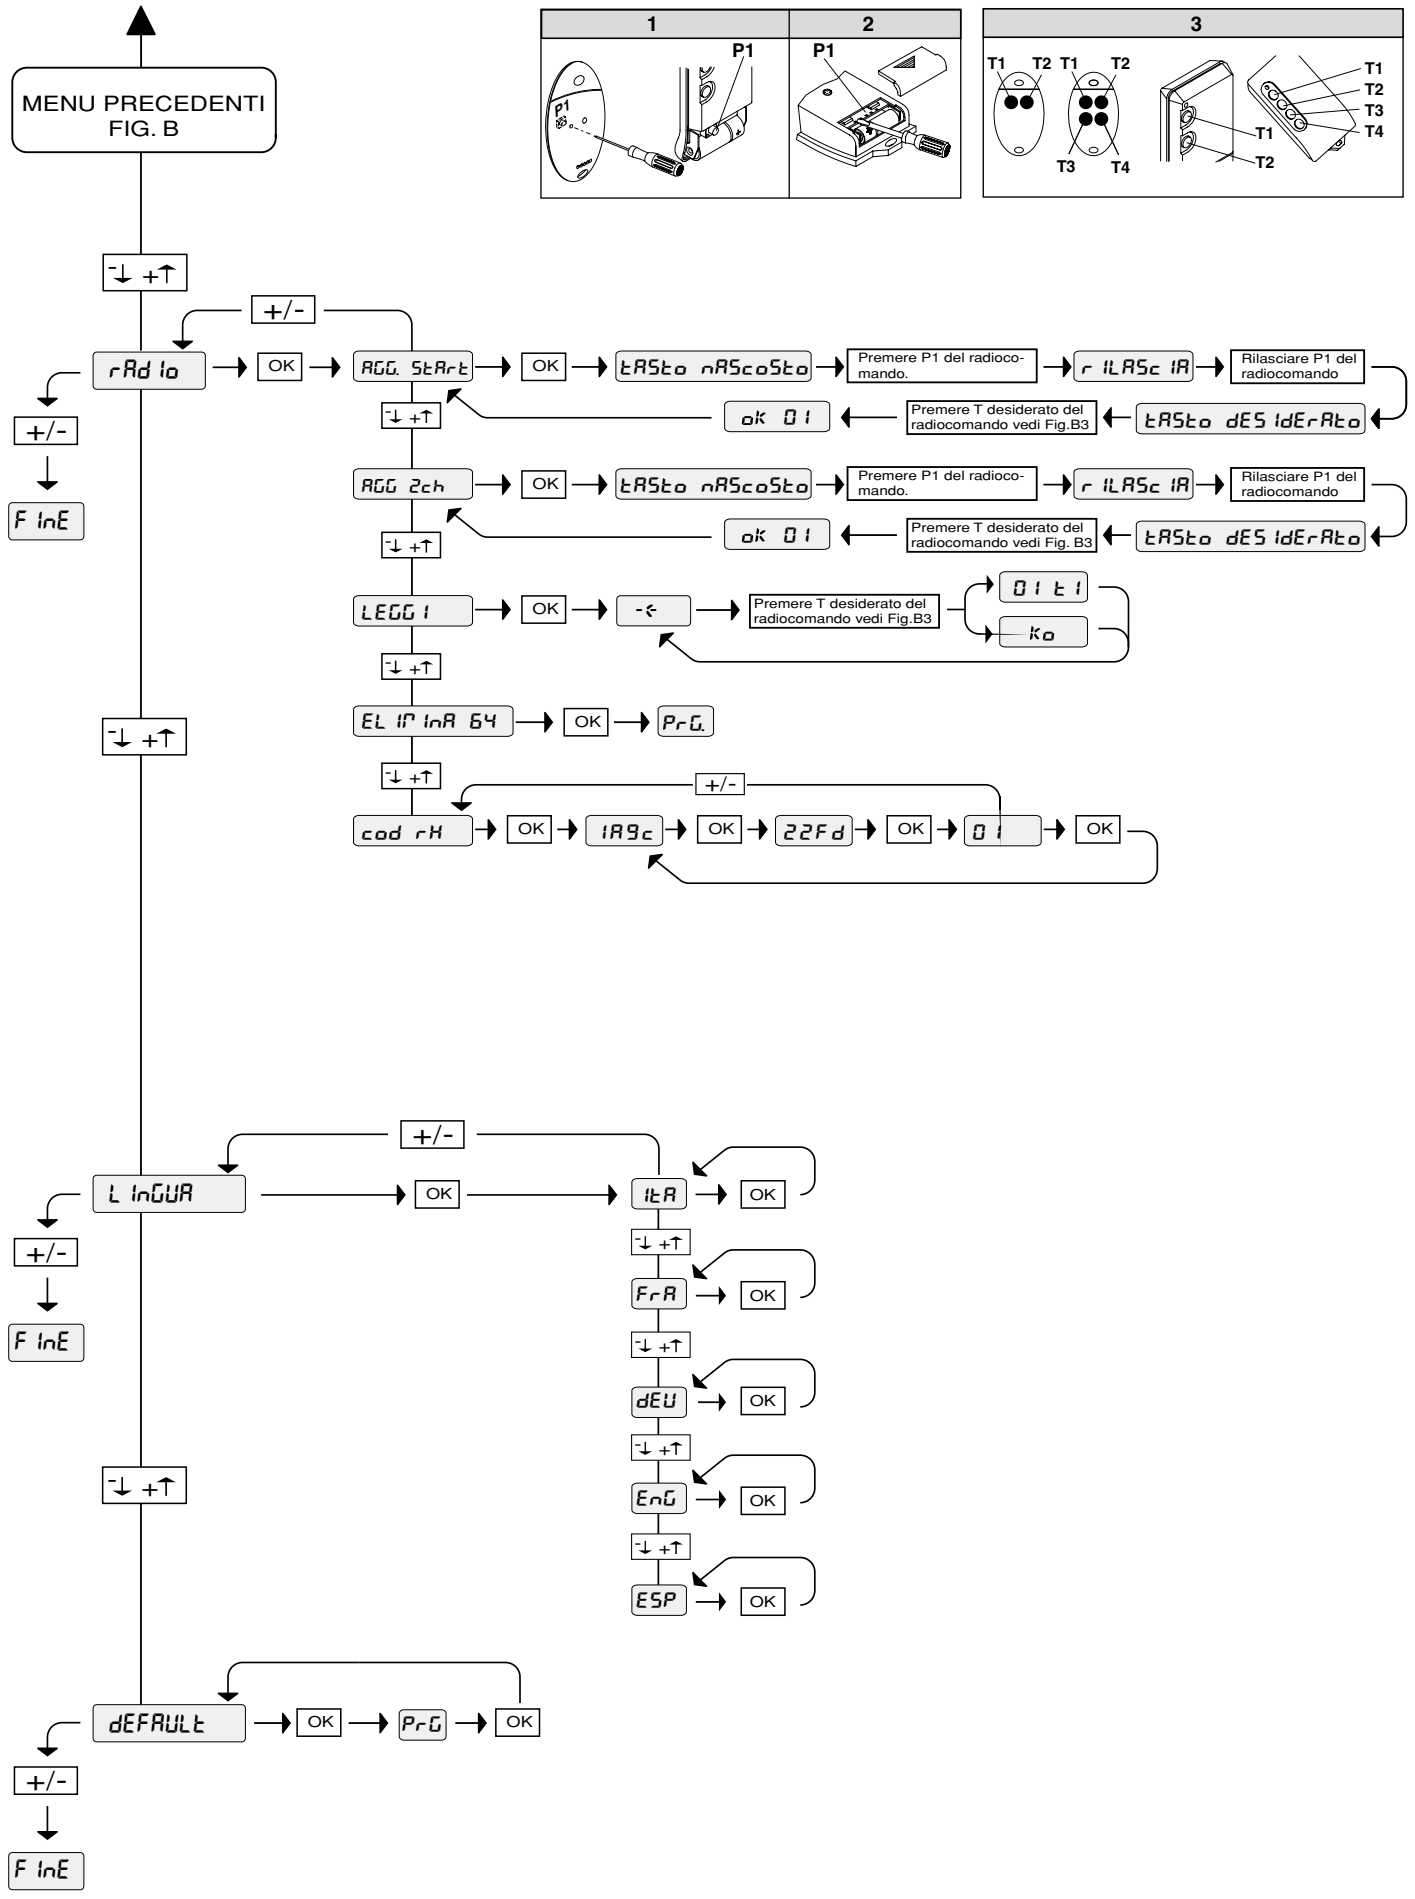 MENU PRECEDENTI
FIG. B
1
2
P1
P1
P1
3
T1 T2 T1 T2
T3 T4
T1
T2
T1
T2
T3
T4
-↓ +↑
+/-
rAdIo
OK
AGG. StArt
OK
tASto nAScoSto
Premere P1 del radioco-
mando.
rILAScIA
Rilasciare P1 del
radiocomando
+/-
FInE
-↓ +↑
oK 01
Premere T desiderato del
radiocomando vedi Fig.B3
tASto dESIdErAto
AGG 2ch
OK
tASto nAScoSto
Premere P1 del radioco-
mando.
rILAScIA
Rilasciare P1 del
radiocomando
-↓ +↑
oK 01
Premere T desiderato del
radiocomando vedi Fig. B3
tASto dESIdErAto
LEGGI
OK
-<-
Premere T desiderato del
radiocomando vedi Fig.B3
01 t1
Ko
-↓ +↑
ELIMInA 64
OK
PrG.
-↓ +↑
-↓ +↑
+/-
cod rX
OK
1A9c
OK
22Fd
OK
01
OK
+/-
LInGUA
OK
ItA
OK
+/-
FInE
-↓ +↑
FrA
OK
-↓ +↑
dEU
OK
-↓ +↑
EnG
OK
-↓ +↑
ESP
OK
-↓ +↑
dEFAULt
OK
PrG
OK
+/-
FInE